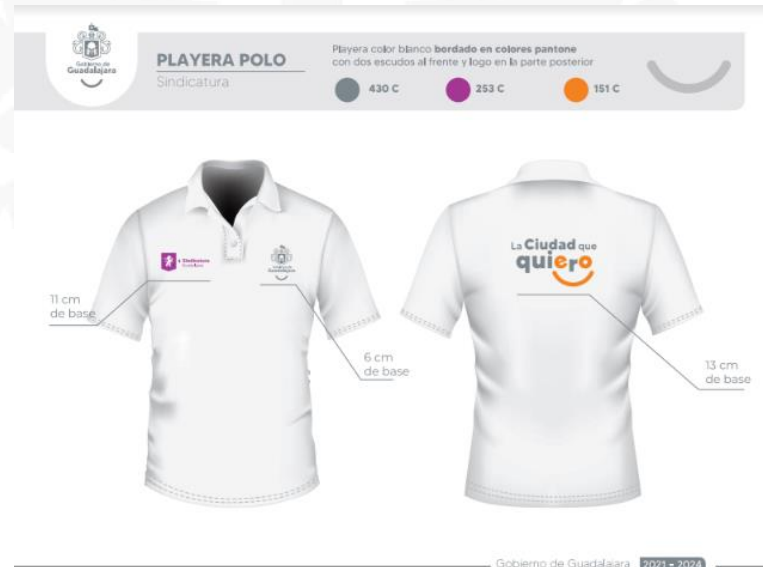 Gobierno de
Guadalajara
PLAYERA POLO
Sindicatura
Playera color blanco bordado en colores pantone
con dos escudos al frente y logo en la parte posterior
430 C
253 C
151 C
Sindicatura
La Ciudad que
quiero
11 cm
de base
6 cm
de base
13 cm
de base
Gobierno de Guadalajara 2021 - 2024